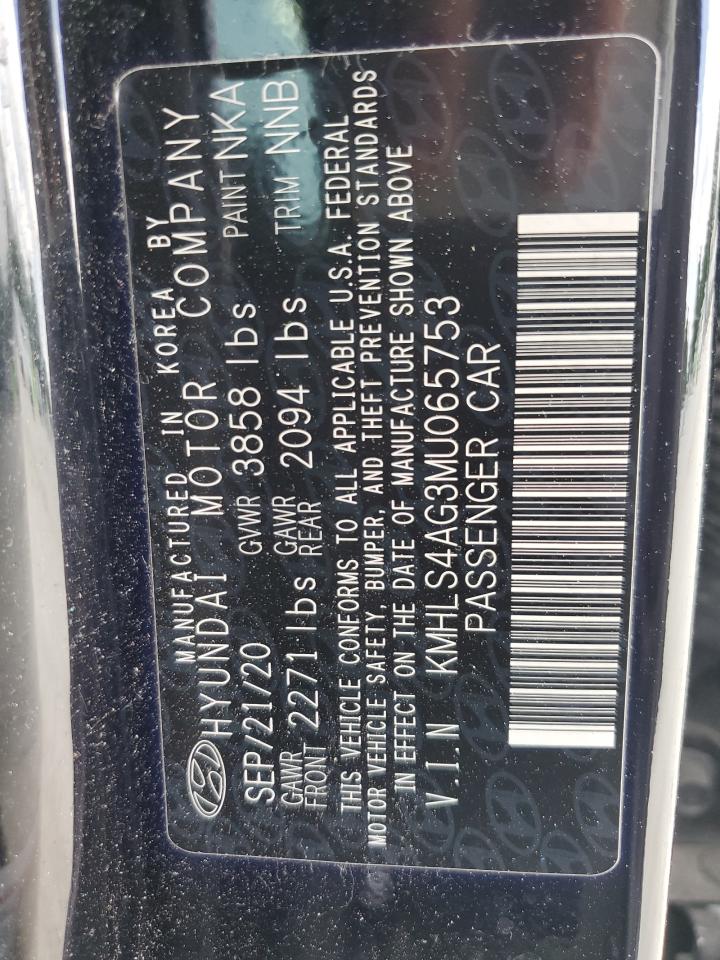 MANUFACTURED IN KOREA BY
HYUNDAI MOTOR COMPANY
SEP/21/20 GVWR 3858 lbs PAINT NKA
GAWR FRONT 2271 lbs GAWR REAR 2094 lbs TRIM NNB
THIS VEHICLE CONFORMS TO ALL APPLICABLE U.S.A. FEDERAL
MOTOR VEHICLE SAFETY, BUMPER, AND THEFT PREVENTION STANDARDS
IN EFFECT ON THE DATE OF MANUFACTURE SHOWN ABOVE
V.I.N KMHLS4AG3MU065753
PASSENGER CAR